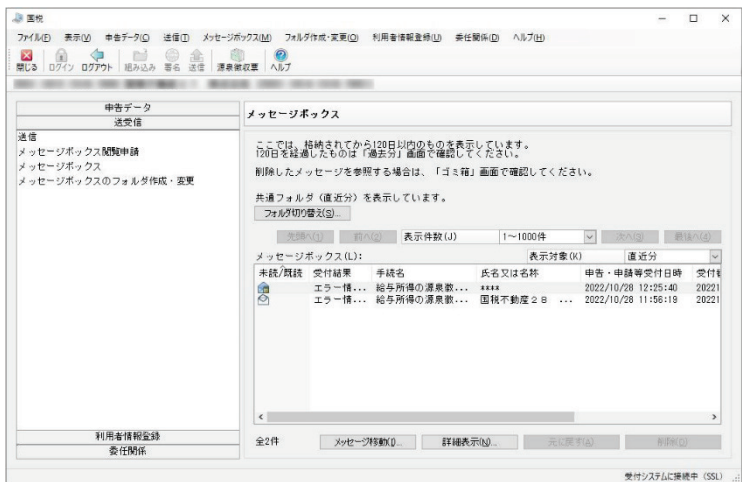 国税
ファイル(F) 表示(V) 申告データ(O) 送信(T) メッセージボックス(M) フォルダ作成・変更(O) 利用者情報登録(U) 委任関係(D) ヘルプ(H)
閉じる ログイン ログアウト 組み込み 署名 送信 源泉徴収票 ヘルプ
申告データ
送受信
送信
メッセージボックス閲覧申請
メッセージボックス
メッセージボックスのフォルダ作成・変更
利用者情報登録
委任関係
メッセージボックス
ここでは、格納されてから120日以内のものを表示しています。
120日を経過したものは「過去分」画面で確認してください。
削除したメッセージを参照する場合は、「ゴミ箱」画面で確認してください。
共通フォルダ（直近分）を表示しています。
フォルダ切り替え(S)...
先頭へ(1) 前へ(2) 表示件数(J) 1～1000件 次へ(3) 最後へ(4)
メッセージボックス(L): 表示対象(K) 直近分
未読/既読 受付結果 手続名 氏名又は名称 申告・申請等受付日時 受付
エラー情... 給与所得の源泉徴... **** 2022/10/28 12:25:40 20221
エラー情... 給与所得の源泉徴... 国税不動産２８ ... 2022/10/28 11:56:19 20221
全2件 メッセージ移動(I)... 詳細表示(N)... 元に戻す(A) 削除(D)
受付システムに接続中 (SSL)